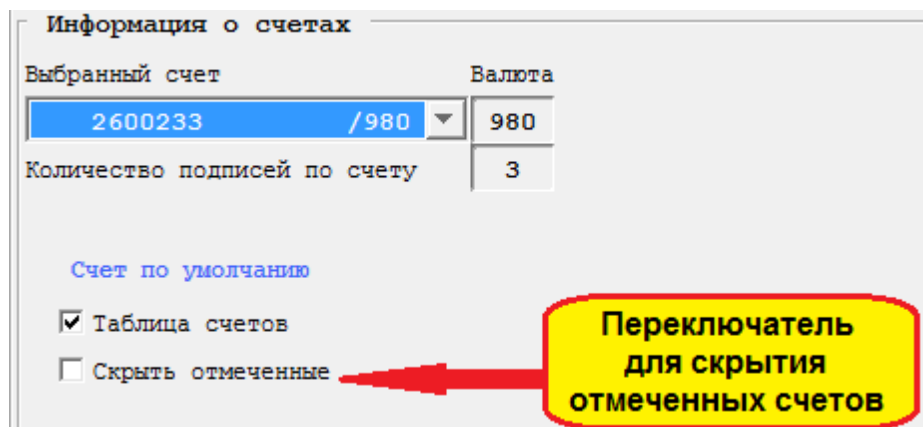 Информация о счетах
Выбранный счет Валюта
2600233 /980 980
Количество подписей по счету 3
Счет по умолчанию
Таблица счетов
Скрыть отмеченные
Переключатель
для скрытия
отмеченных счетов